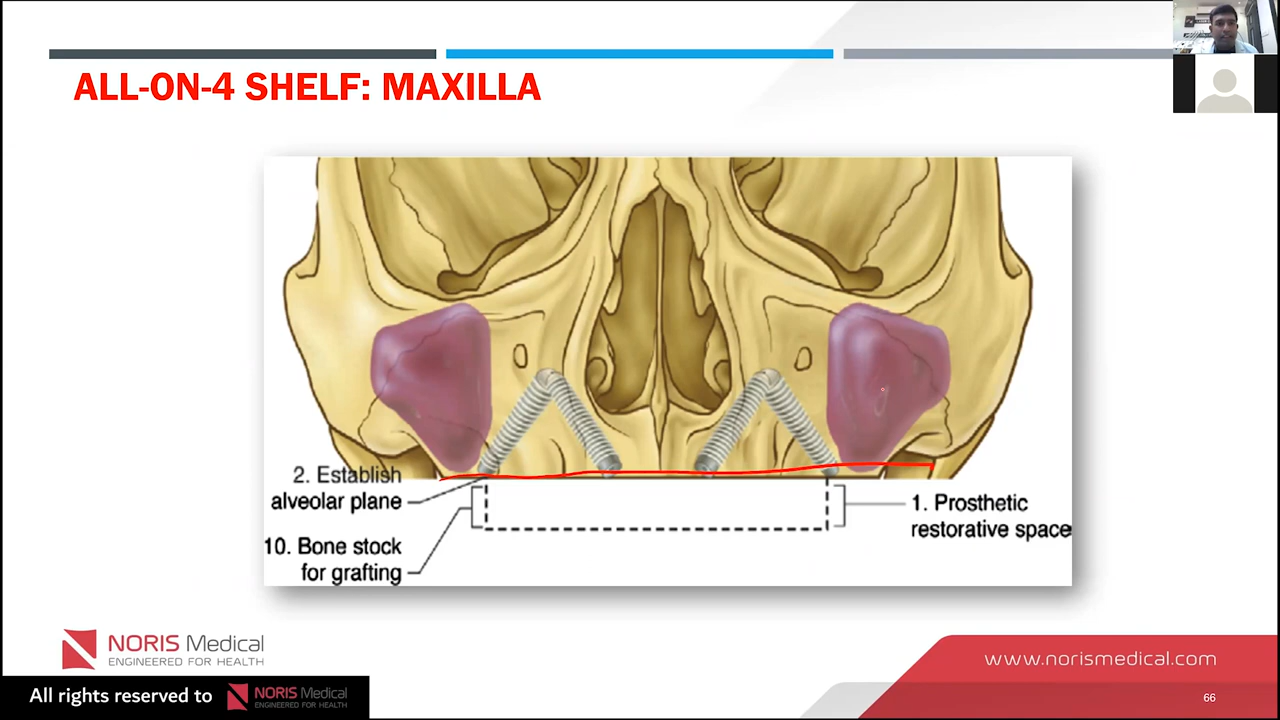 ALL-ON-4 SHELF: MAXILLA
2. Establish
alveolar plane
10. Bone stock
for grafting
1. Prosthetic
restorative space
NORIS Medical
ENGINEERED FOR HEALTH
www.norismedical.com
All rights reserved to
NORIS Medical
ENGINEERED FOR HEALTH
66